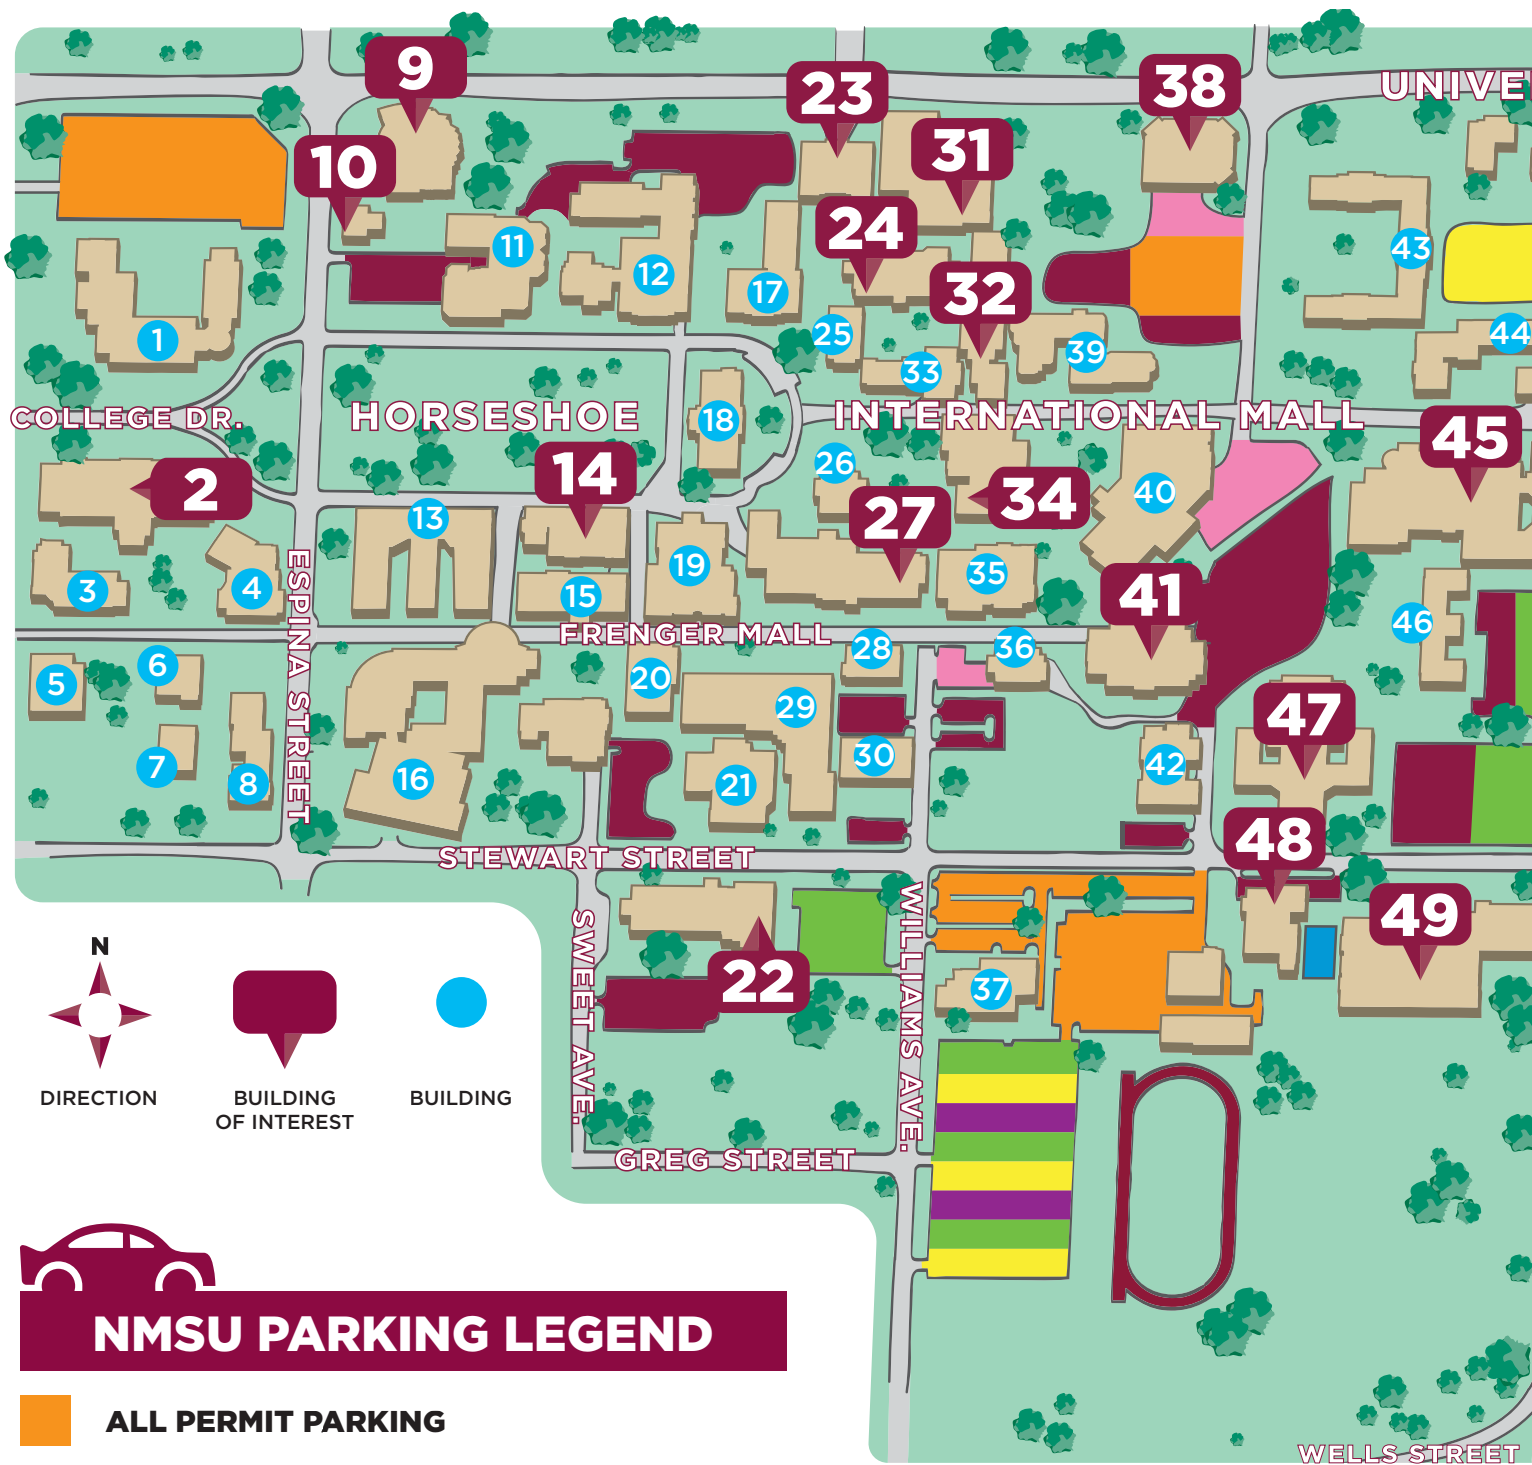 9
23
38
UNIVE
10
31
11
12
17
24
32
43
1
25
33
39
44
COLLEGE DR.
HORSESHOE
18
INTERNATIONAL MALL
45
2
14
26
34
40
13
27
3
4
15
19
35
41
46
ESPINA STREET
FRENGER MALL
5
6
20
28
36
29
47
7
8
16
21
30
42
STEWART STREET
48
49
22
37
SWEET AVE.
WILLIAMS AVE.
N
DIRECTION
BUILDING
OF INTEREST
BUILDING
GREG STREET
NMSU PARKING LEGEND
ALL PERMIT PARKING
WELLS STREET